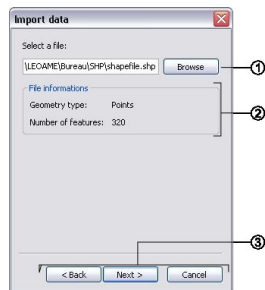 Import data
Select a file:
\LEOAME\Bureau\SHP\shapefile.shp Browse
①
File informations
Geometry type: Points
②
Number of features: 320
③
< Back Next > Cancel